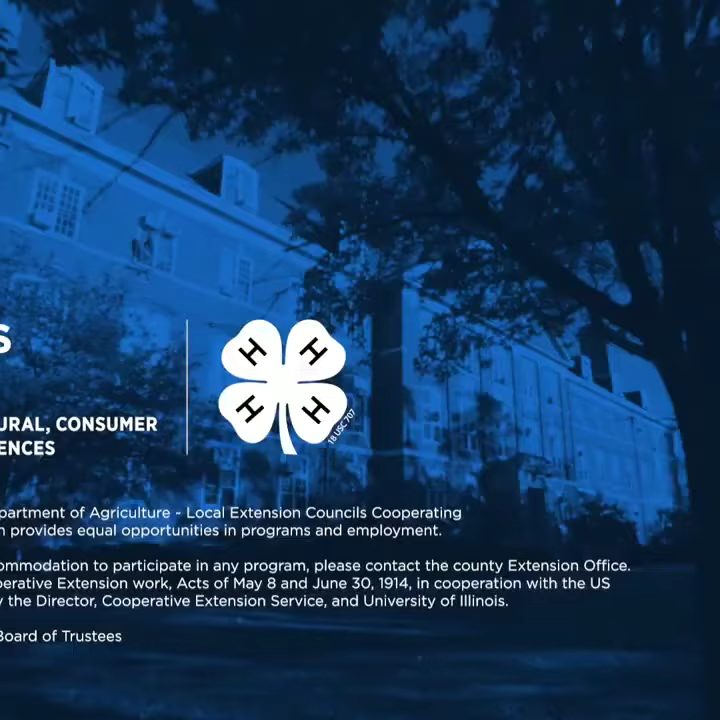 S
URAL, CONSUMER
ENCES
H H
H H
18 USC 707
partment of Agriculture - Local Extension Councils Cooperating
n provides equal opportunities in programs and employment.
ommodation to participate in any program, please contact the county Extension Office.
perative Extension work, Acts of May 8 and June 30, 1914, in cooperation with the US
y the Director, Cooperative Extension Service, and University of Illinois.
Board of Trustees